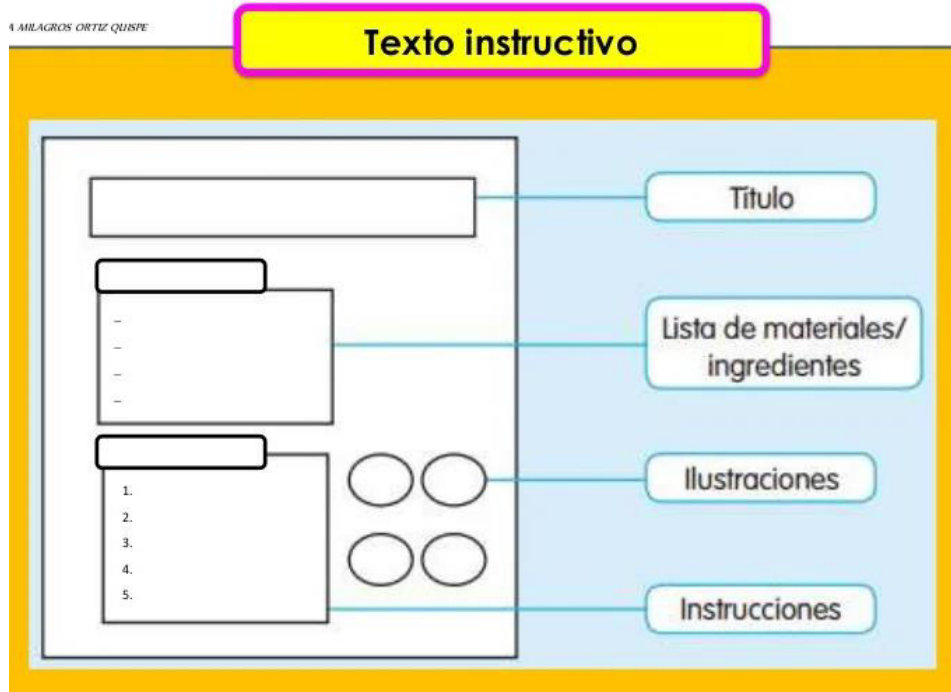 A MILAGROS ORTIZ QUISPE
Texto instructivo
Título
Lista de materiales/
ingredientes
–
–
–
–
1.
2.
3.
4.
5.
Ilustraciones
Instrucciones